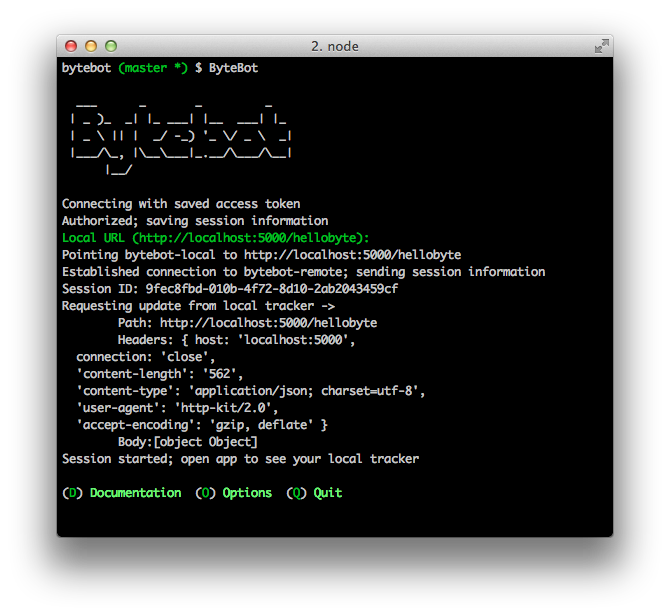 2. node
bytebot (master *) $ ByteBot
Bytebot
Connecting with saved access token
Authorized; saving session information
Local URL (http://localhost:5000/hellobyte):
Pointing bytebot-local to http://localhost:5000/hellobyte
Established connection to bytebot-remote; sending session information
Session ID: 9fec8fbd-010b-4f72-8d10-2ab2043459cf
Requesting update from local tracker ->
Path: http://localhost:5000/hellobyte
Headers: { host: 'localhost:5000',
connection: 'close',
'content-length': '562',
'content-type': 'application/json; charset=utf-8',
'user-agent': 'http-kit/2.0',
'accept-encoding': 'gzip, deflate' }
Body:[object Object]
Session started; open app to see your local tracker
(D) Documentation (O) Options (Q) Quit